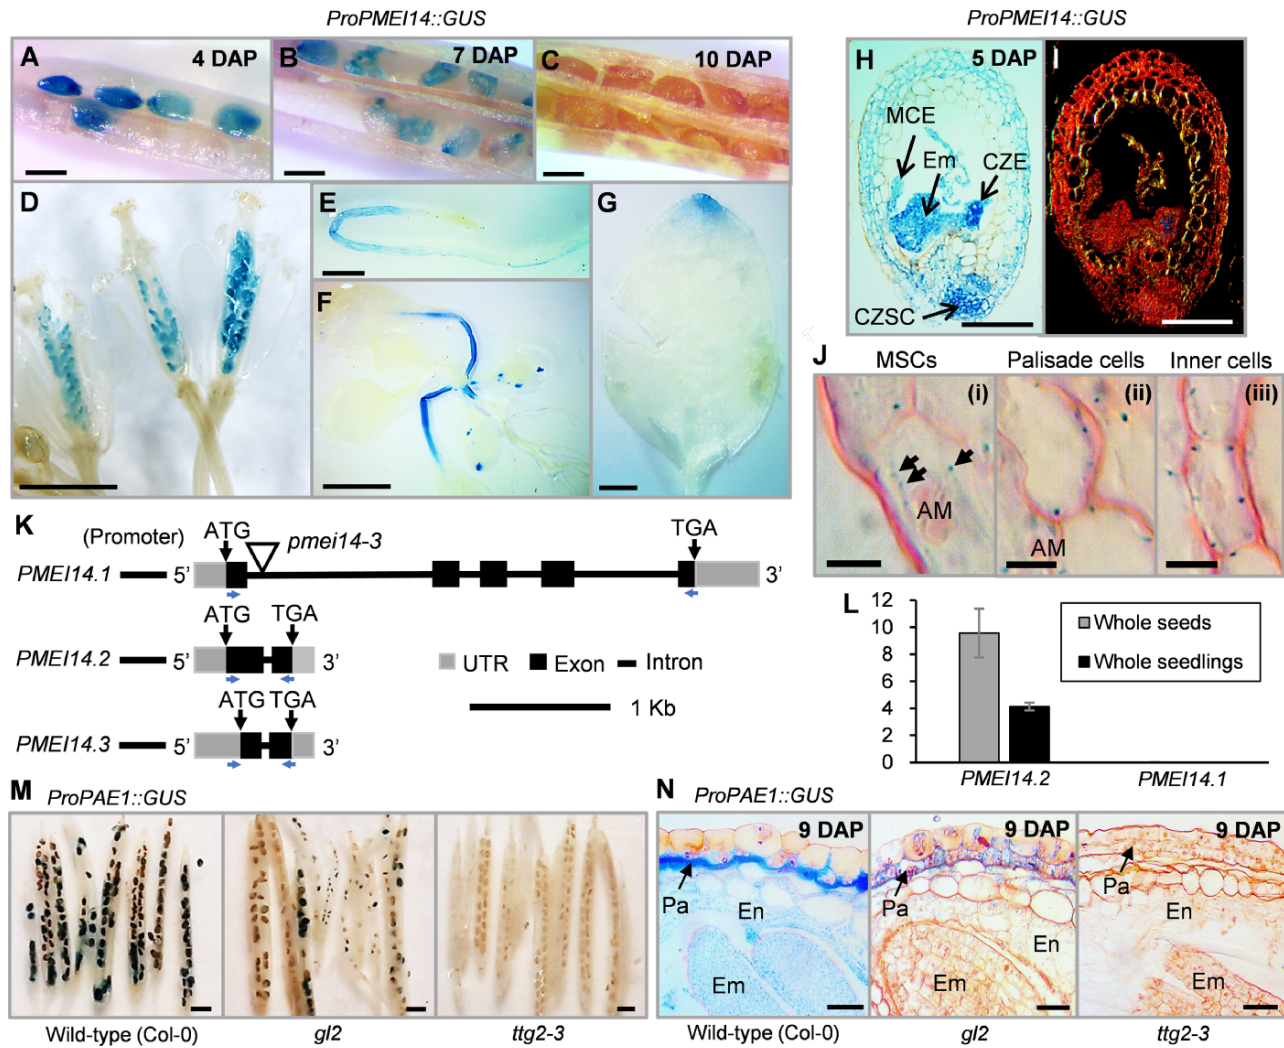 ProPMEI14::GUS
ProPMEI14::GUS
A 4 DAP
B 7 DAP
C 10 DAP
D
E
F
G
H 5 DAP
MCE
Em
CZE
CZSC
I
J
MSCs Palisade cells Inner cells
(i) (ii) (iii)
AM
AM
K
(Promoter) ATG pmei14-3 TGA
PMEI14.1 5’ 3’
ATG TGA
PMEI14.2 5’ 3’
UTR Exon Intron
ATG TGA
1 Kb
PMEI14.3 5’ 3’
L
12
10
8
6
4
2
0
Whole seeds
Whole seedlings
PMEI14.2 PMEI14.1
M ProPAE1::GUS
Wild-type (Col-0) gl2 ttg2-3
N ProPAE1::GUS
9 DAP 9 DAP 9 DAP
Pa Pa Pa
En En En
Em Em Em
Wild-type (Col-0) gl2 ttg2-3